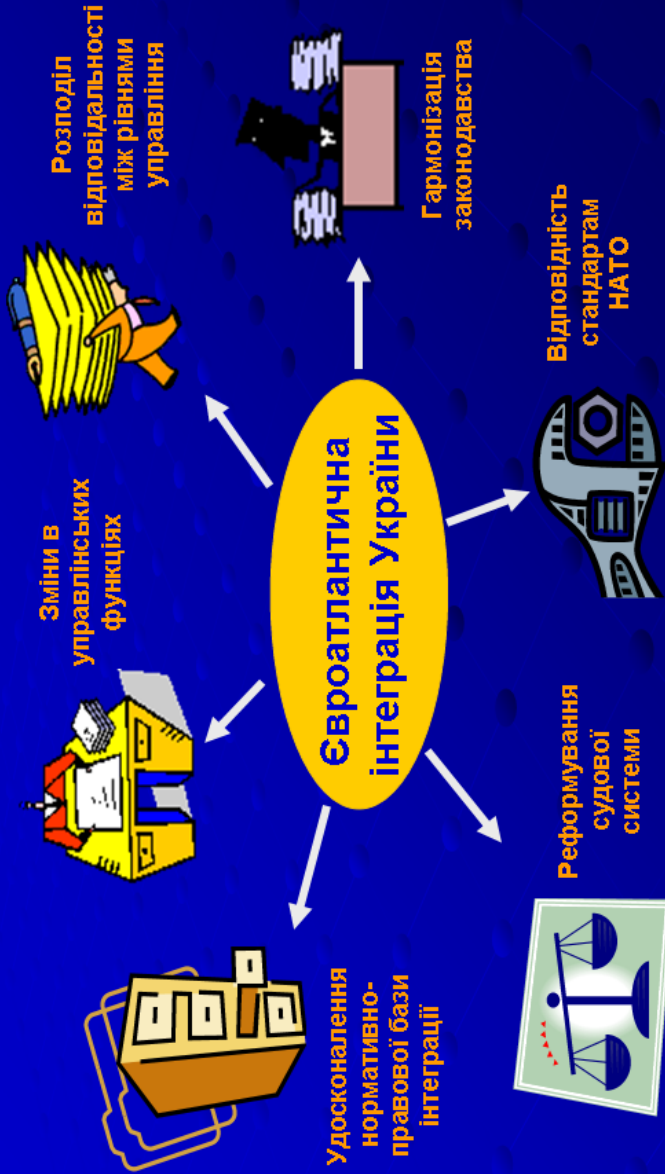 Зміни в
управлінських
функціях
Розподіл
відповідальності
між рівнями
управління
Євроатлантична
інтеграція України
Удосконалення
нормативно-
правової бази
інтеграції
Гармонізація
законодавства
Реформування
судової
системи
Відповідність
стандартам
НАТО